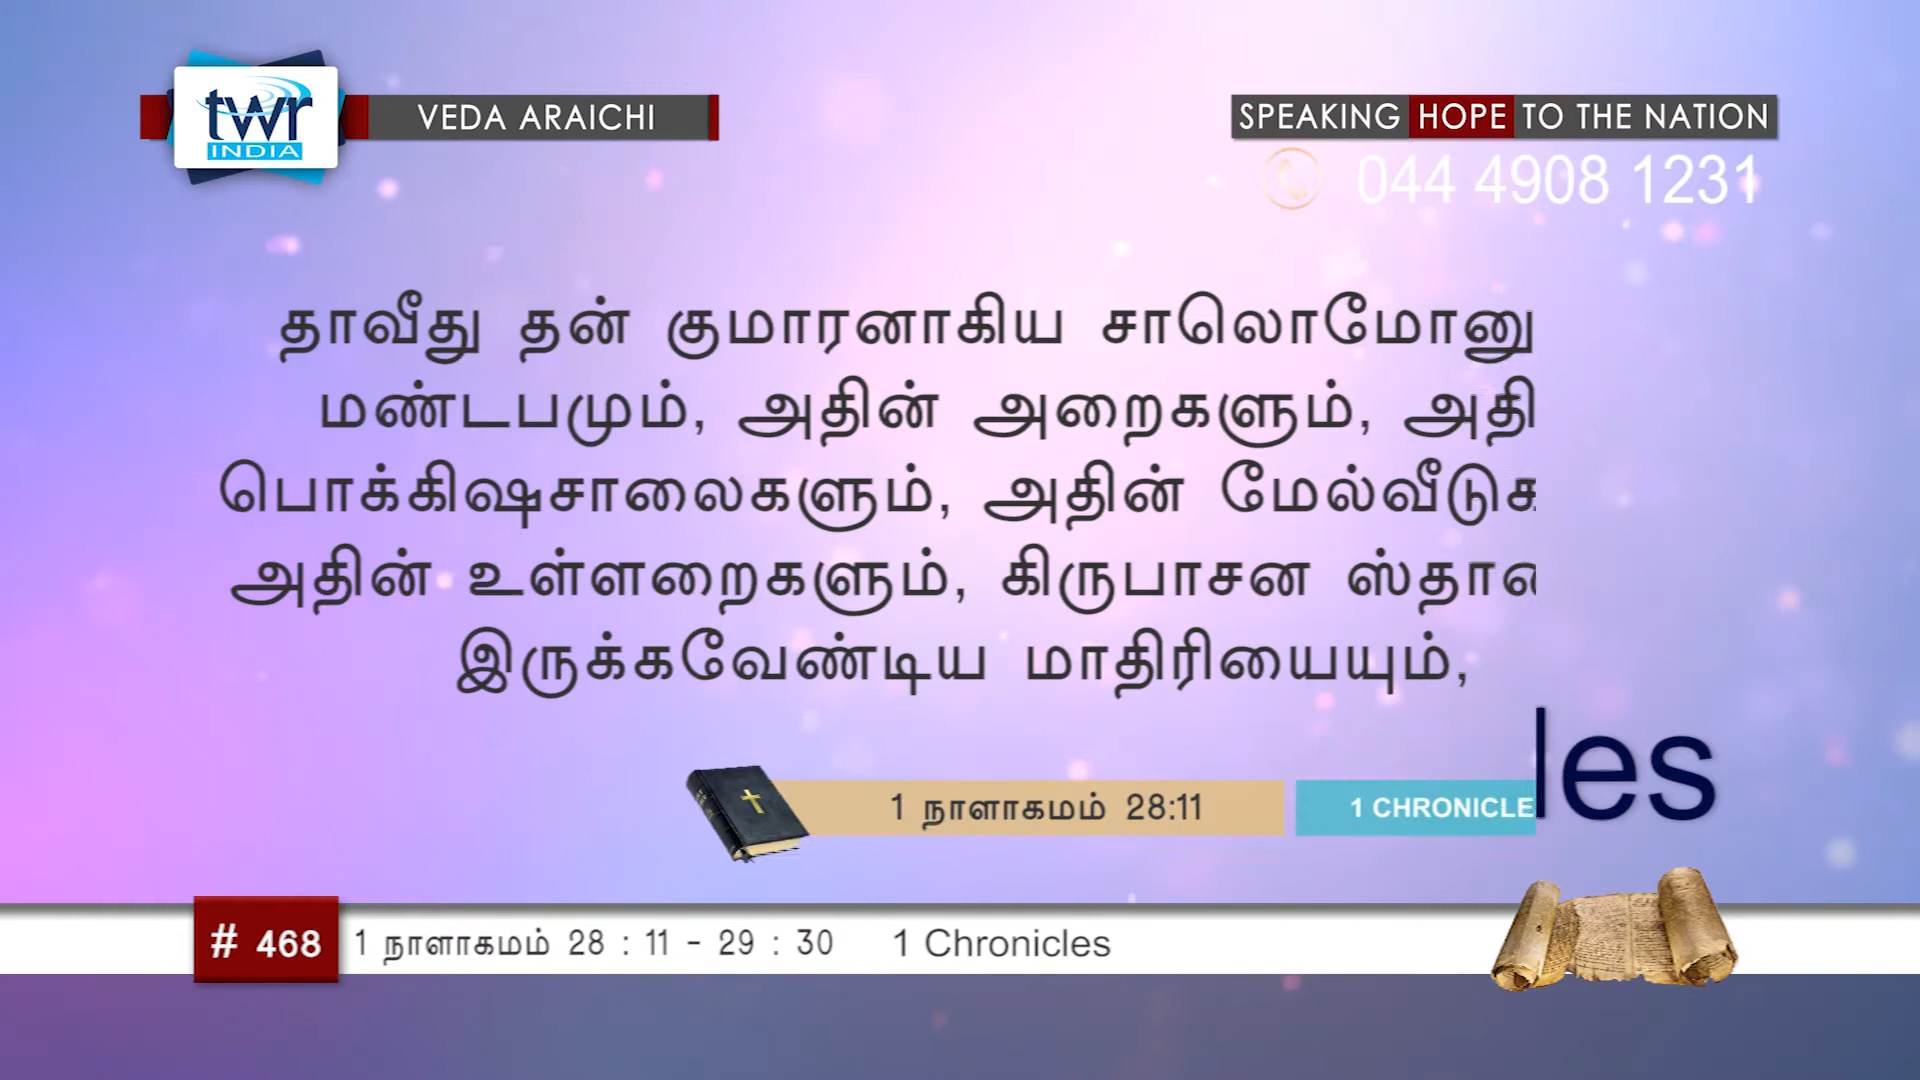 twr
INDIA
VEDA ARAICHI
SPEAKING HOPE TO THE NATION
044 4908 1231
தாவீது தன் குமாரனாகிய சாலொமோனு
மண்டபமும், அதின் அறைகளும், அதி
பொக்கிஷசாலைகளும், அதின் மேல்வீடுக
அதின் உள்ளறைகளும், கிருபாசன
இருக்கவேண்டிய மாதிரியையும்,
les
1 நாளாகமம் 28:11
1 CHRONICLE
# 468
1 நாளாகமம் 28 : 11 - 29 : 30 1 Chronicles